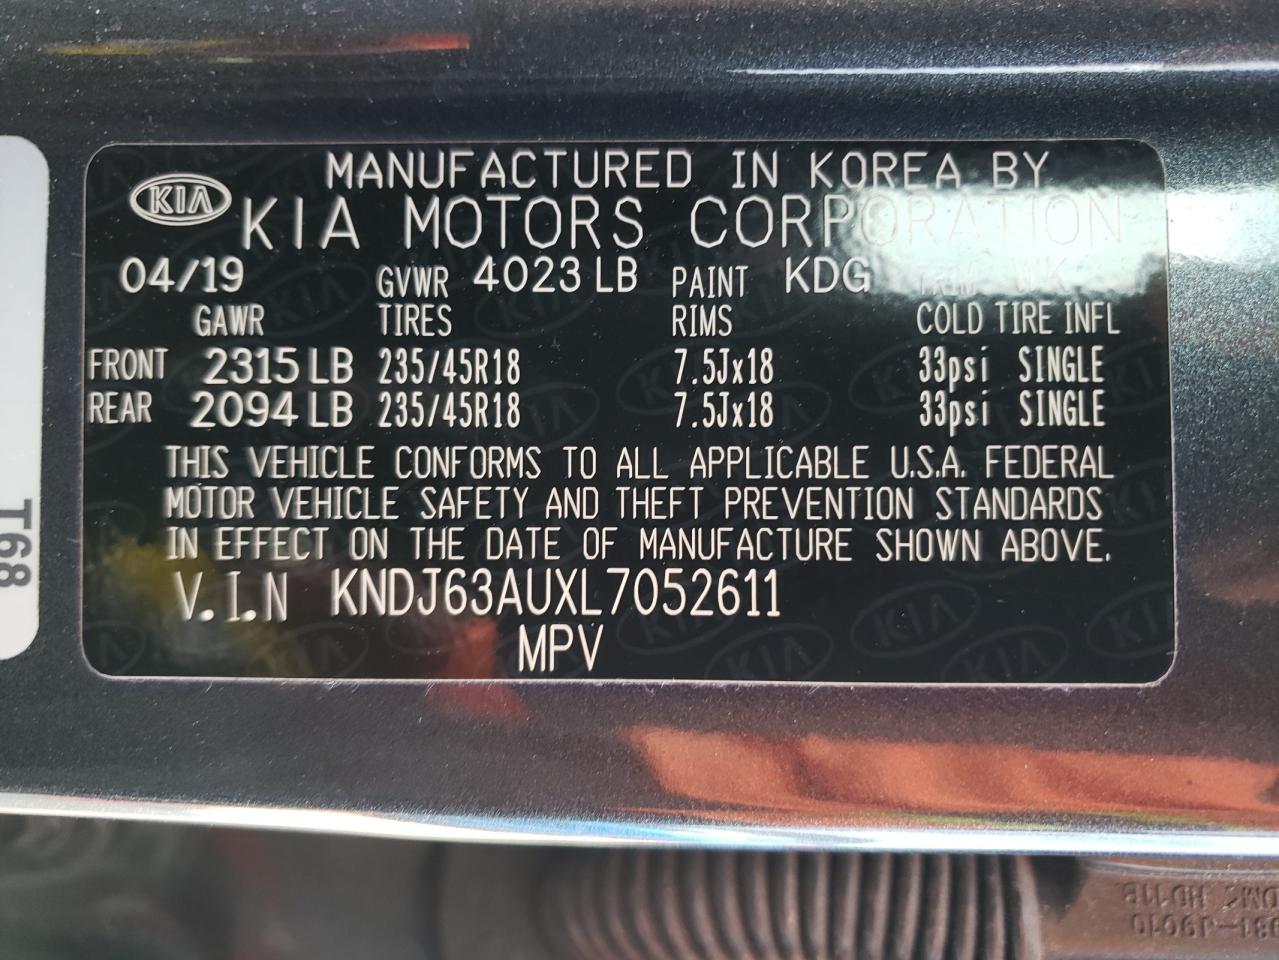 MANUFACTURED IN KOREA BY
KIA KIA MOTORS CORPORATION
04/19 GVWR 4023 LB PAINT KDG TRIM WK
GAWR TIRES RIMS COLD TIRE INFL
FRONT 2315 LB 235/45R18 7.5Jx18 33psi SINGLE
REAR 2094 LB 235/45R18 7.5Jx18 33psi SINGLE
THIS VEHICLE CONFORMS TO ALL APPLICABLE U.S.A. FEDERAL
MOTOR VEHICLE SAFETY AND THEFT PREVENTION STANDARDS
IN EFFECT ON THE DATE OF MANUFACTURE SHOWN ABOVE.
V.I.N KNDJ63AUXL7052611
MPV
T68